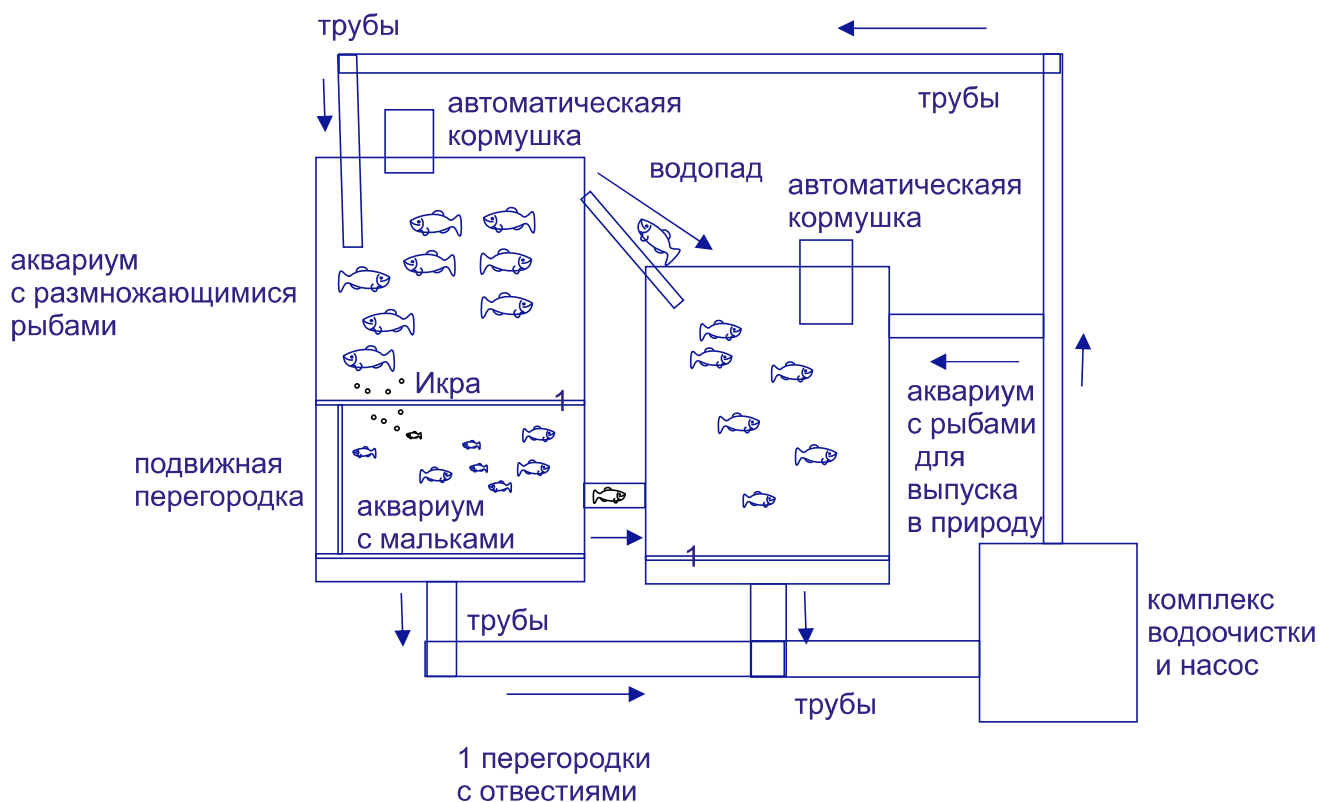 трубы
автоматическаяя
кормушка
трубы
водопад
автоматическаяя
кормушка
аквариум
с размножающимися
рыбами
Икра
1
подвижная
перегородка
аквариум
с мальками
аквариум
с рыбами
для
выпуска
в природу
1
трубы
комплекс
водоочистки
и насос
трубы
1 перегородки
с отвестиями